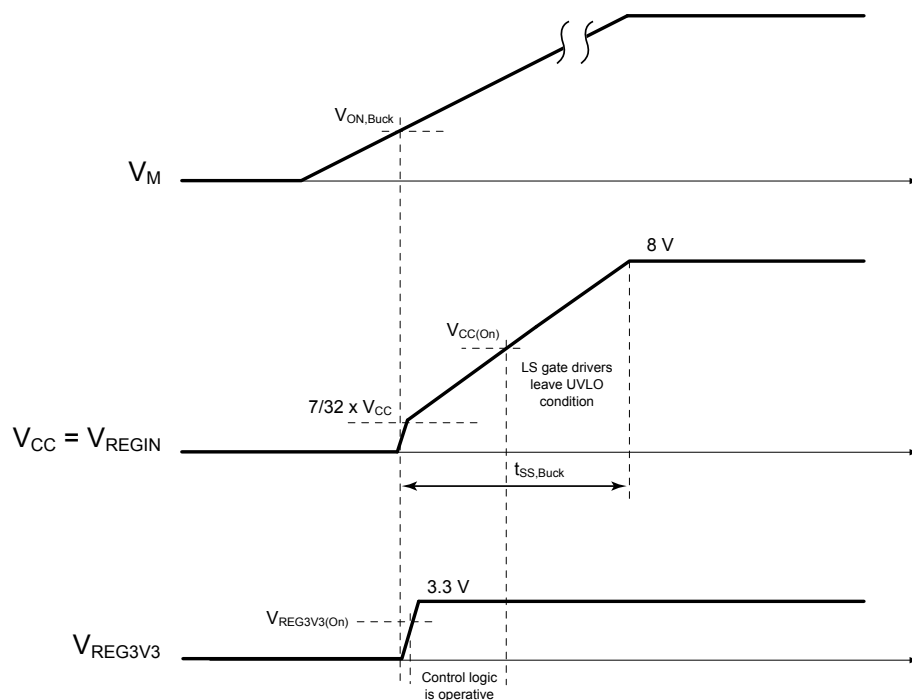 V_ON,Buck
V_M
8 V
V_CC(On)
LS gate drivers
leave UVLO
condition
7/32 x V_CC
V_CC = V_REGIN
t_SS,Buck
3.3 V
V_REG3V3(On)
V_REG3V3
Control logic
is operative